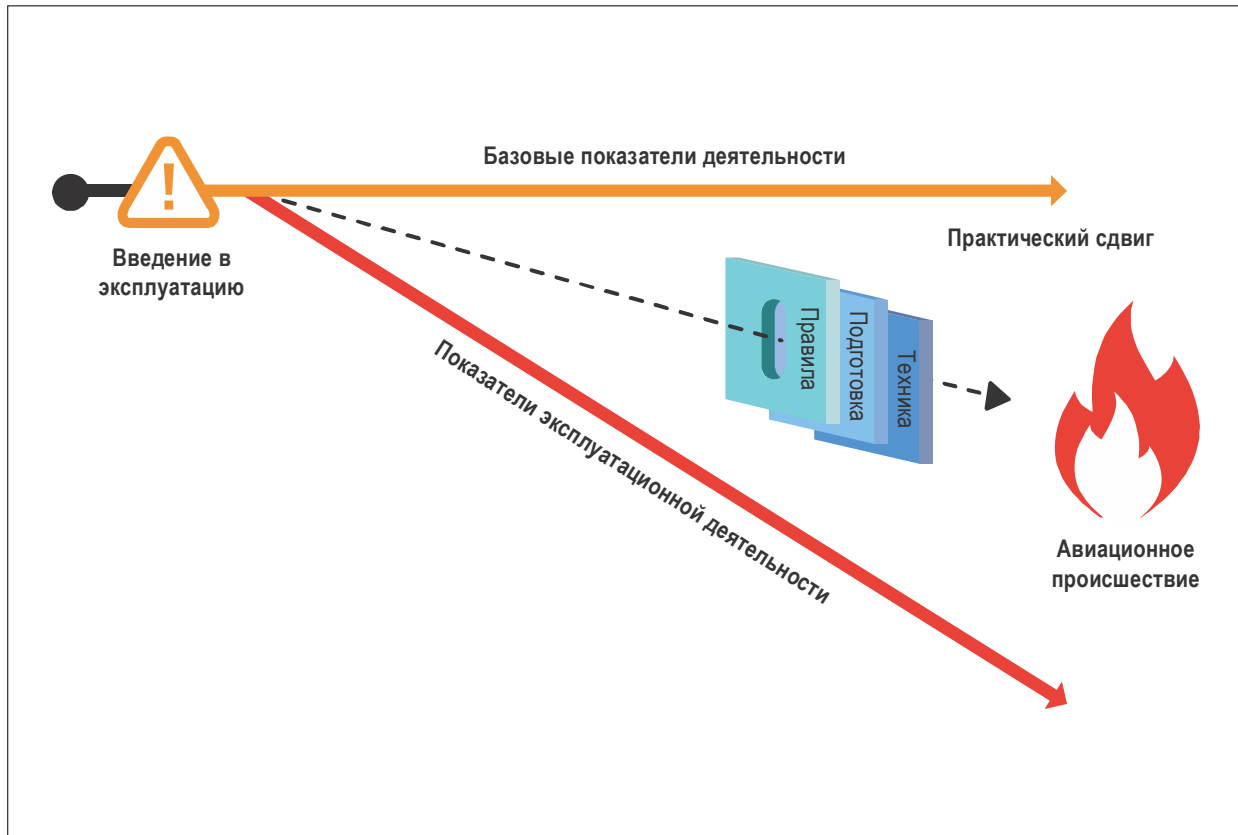 Базовые показатели деятельности
Практический сдвиг
Введение в
эксплуатацию
Правила
Подготовка
Техника
Показатели эксплуатационной деятельности
Авиационное
происшествие